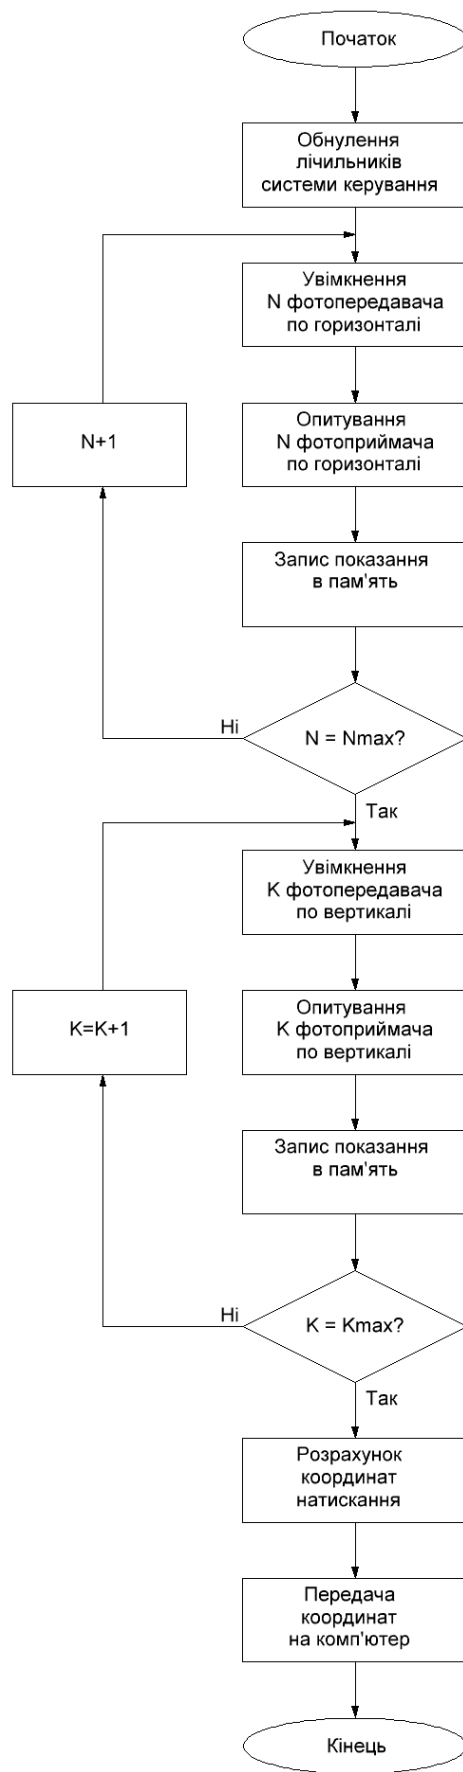 Початок
Обнулення
лічильників
системи керування
Увімкнення
N фотопередавача
по горизонталі
N+1
Опитування
N фотоприймача
по горизонталі
Запис показання
в пам'ять
Ні
N = Nmax?
Так
Увімкнення
K фотопередавача
по вертикалі
K=K+1
Опитування
K фотоприймача
по вертикалі
Запис показання
в пам'ять
Ні
K = Kmax?
Так
Розрахунок
координат
натискання
Передача
координат
на комп'ютер
Кінець